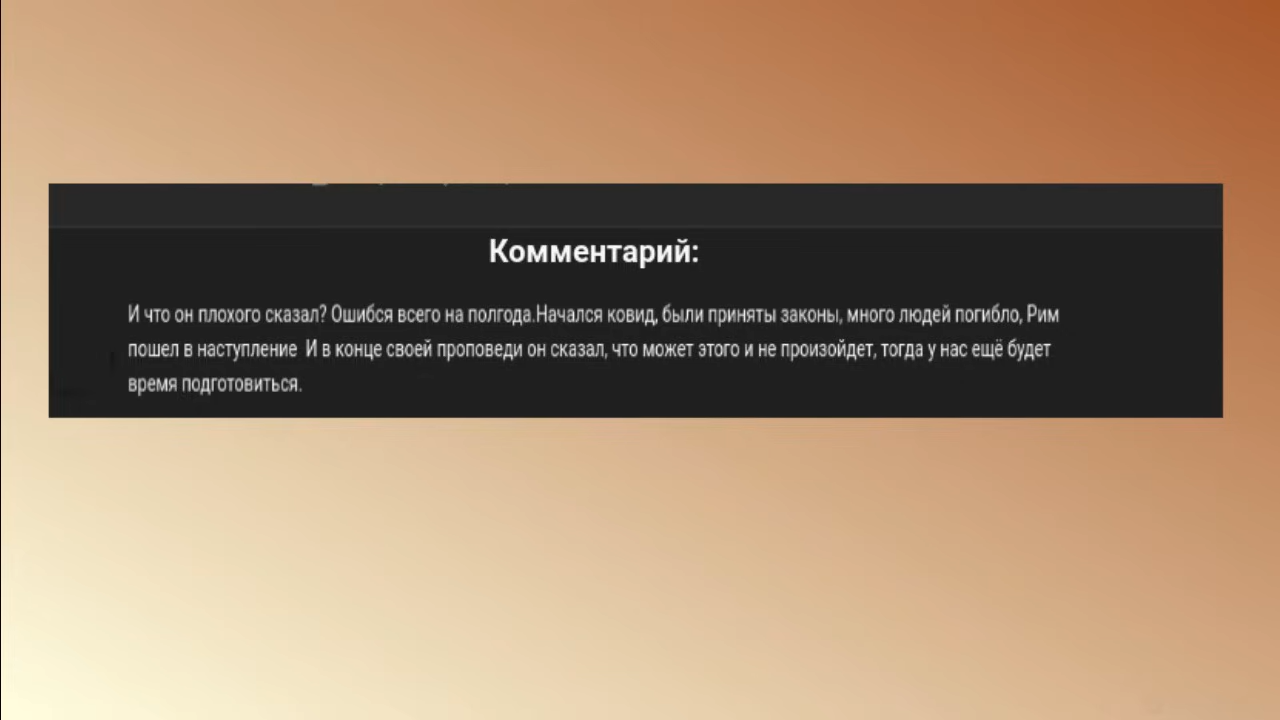 Комментарий:
И что он плохого сказал? Ошибся всего на полгода.Начался ковид, были приняты законы, много людей погибло, Рим
пошел в наступление И в конце своей проповеди он сказал, что может этого и не произойдет, тогда у нас ещё будет
время подготовиться.